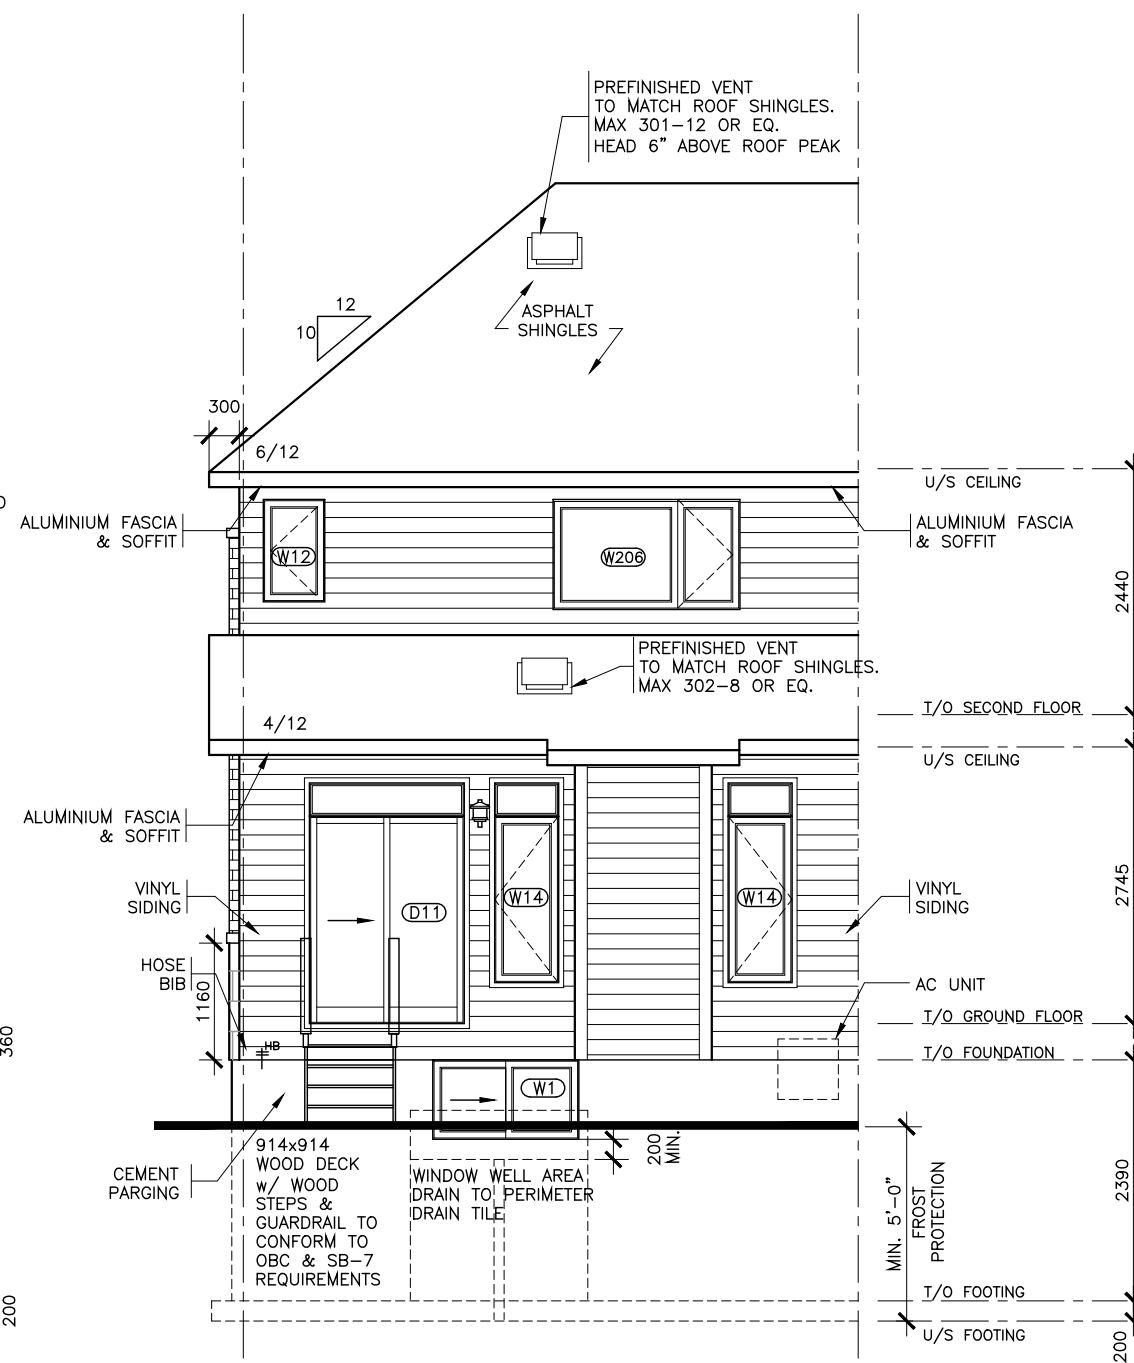 PREFINISHED VENT
TO MATCH ROOF SHINGLES.
MAX 301-12 OR EQ.
HEAD 6" ABOVE ROOF PEAK
12
10
ASPHALT
SHINGLES
300
6/12
U/S CEILING
ALUMINIUM FASCIA
& SOFFIT
W12
W206
ALUMINIUM FASCIA
& SOFFIT
2440
PREFINISHED VENT
TO MATCH ROOF SHINGLES.
MAX 302-8 OR EQ.
4/12
T/O SECOND FLOOR
U/S CEILING
ALUMINIUM FASCIA
& SOFFIT
VINYL
SIDING
D11
W14
W14
VINYL
SIDING
2745
HOSE
BIB
1160
AC UNIT
T/O GROUND FLOOR
360
HB
T/O FOUNDATION
W1
914x914
WOOD DECK
w/ WOOD
STEPS &
GUARDRAIL TO
CONFORM TO
OBC & SB-7
REQUIREMENTS
200
MIN.
CEMENT
PARGING
WINDOW WELL AREA
DRAIN TO PERIMETER
DRAIN TILE
MIN. 5'-0"
FROST
PROTECTION
2390
T/O FOOTING
200
U/S FOOTING
200